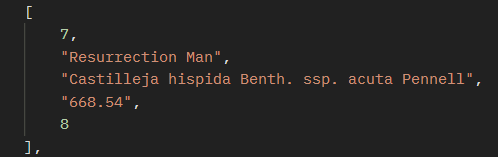 [
7,
"Resurrection Man",
"Castilleja hispida Benth. ssp. acuta Pennell",
"668.54",
8
],